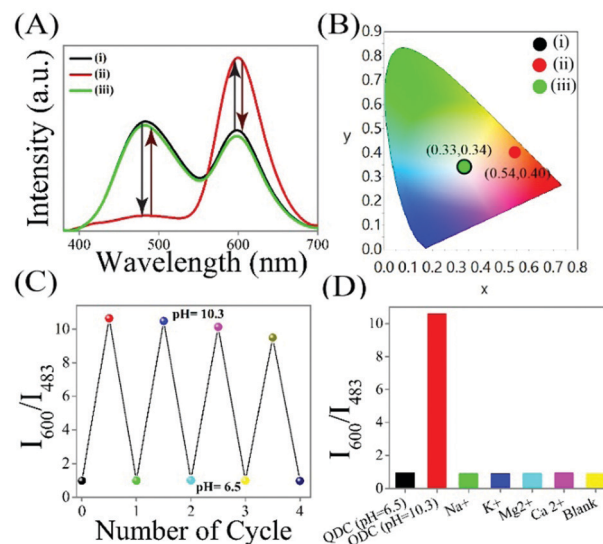 (A)
(i)
(ii)
(iii)
Intensity (a.u.)
400 500 600 700
Wavelength (nm)
(B)
0.9
0.8
0.7
0.6
0.5
0.4
0.3
0.2
0.1
0.0
y
(i)
(ii)
(iii)
(0.33,0.34)
(0.54,0.40)
0.0 0.1 0.2 0.3 0.4 0.5 0.6 0.7 0.8
x
(C)
I600/I483
10
8
6
4
2
0
pH= 10.3
pH= 6.5
0 1 2 3 4
Number of Cycle
(D)
I600/I483
10
8
6
4
2
0
QDC (pH=6.5)
QDC (pH=10.3)
Na+
K+
Mg2+
Ca 2+
Blank